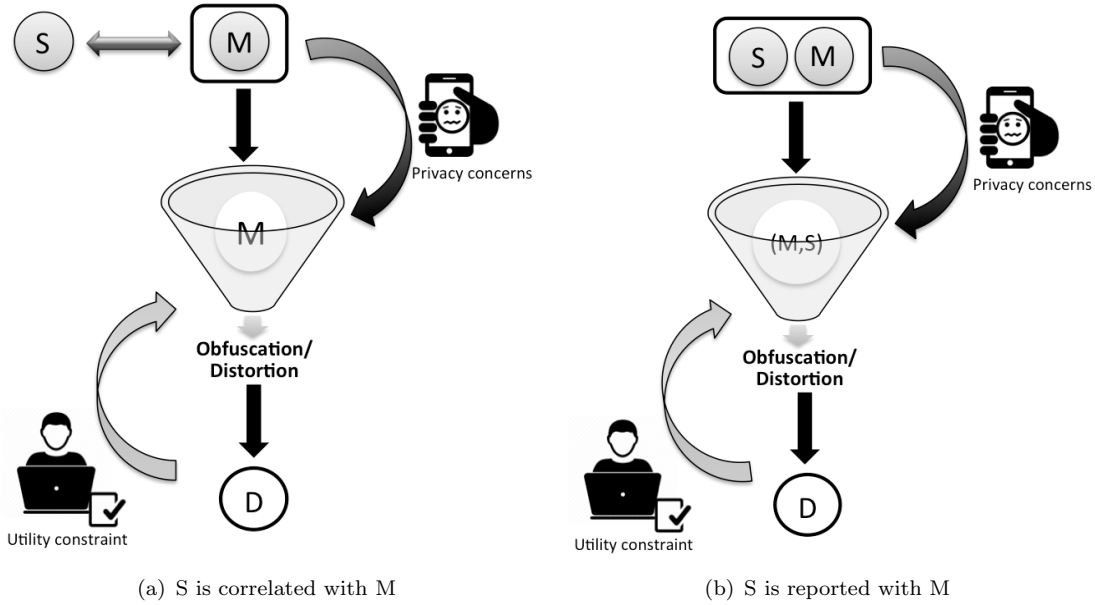 S
M
Privacy concerns
M
Obfuscation/
Distortion
D
Utility constraint
(a) S is correlated with M
S
M
Privacy concerns
(M,S)
Obfuscation/
Distortion
D
Utility constraint
(b) S is reported with M